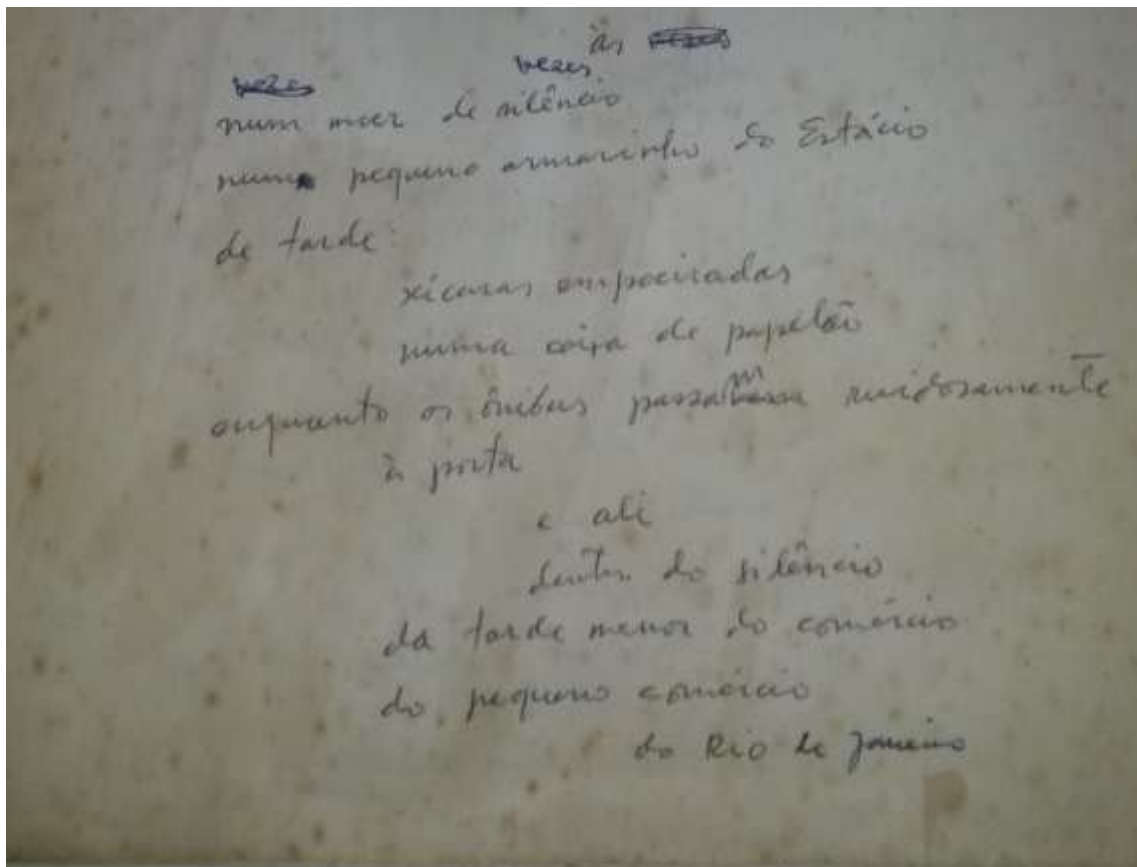 às
vezes
num mer de silêncio
num pequeno armarinho do Estácio
de tarde:
xícaras empoeiradas
numa caixa de papelão
enquanto os ônibus passam ruidosamente
à porta
e ali
dentro do silêncio
da tarde menor do comércio
do pequeno comércio
do Rio de Janeiro